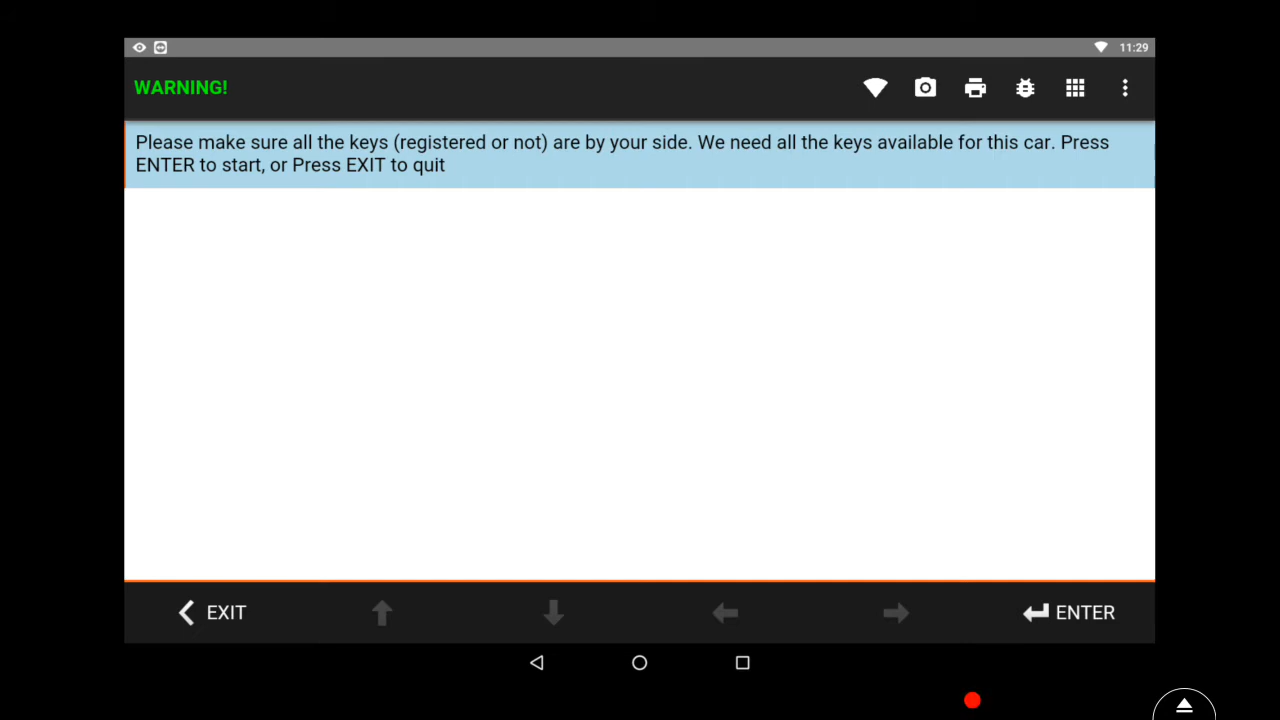 11:29
WARNING!
Please make sure all the keys (registered or not) are by your side. We need all the keys available for this car. Press
ENTER to start, or Press EXIT to quit
EXIT
ENTER